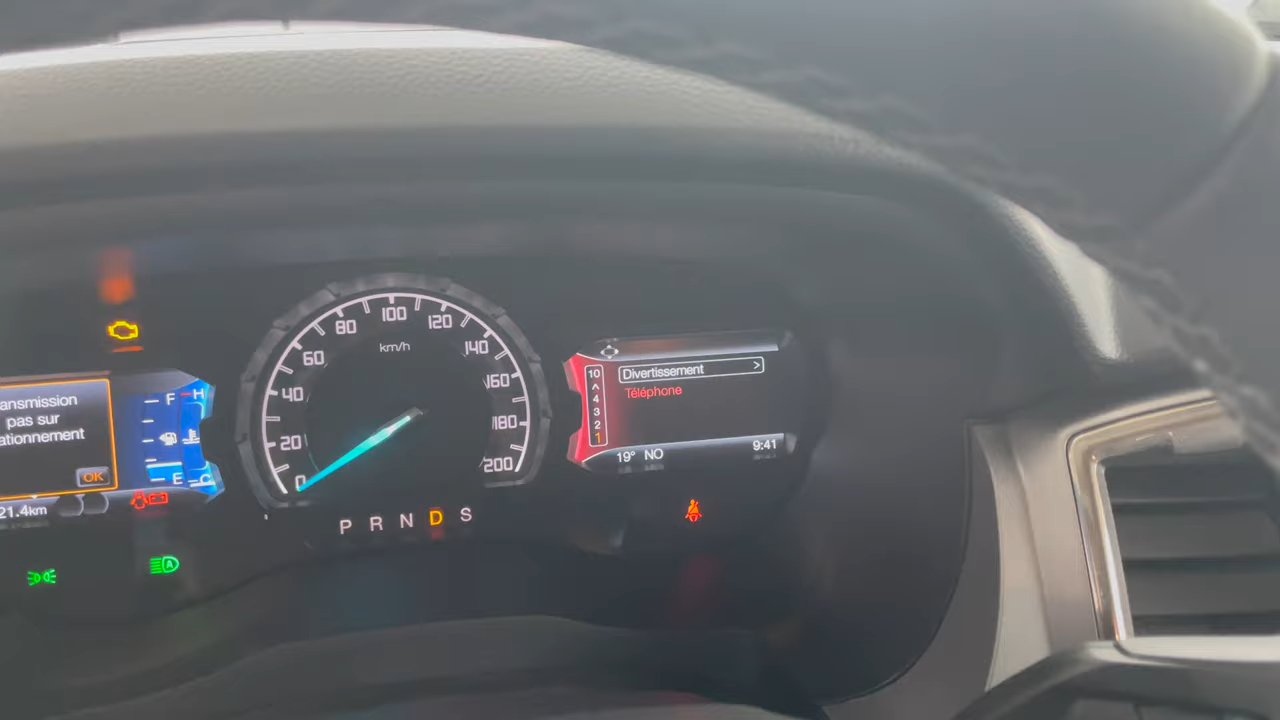 ansmission
pas sur
ationnement
OK
F H
E C
21.4km
0
20
40
60
80
100
120
140
160
180
200
km/h
P R N D S
10
4
3
2
1
Divertissement >
Téléphone
19° NO
9:41
A